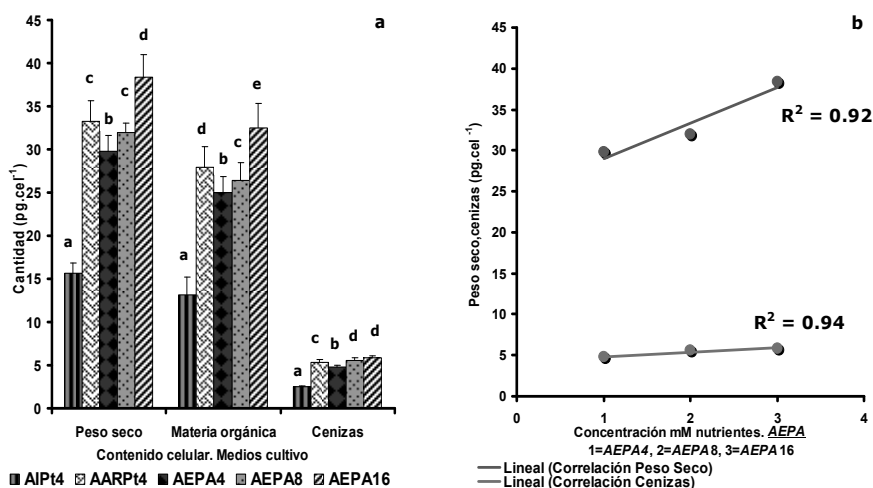 a
45
40
35
30
25
20
15
10
5
0
Cantidad (pg.cel⁻¹)
a
c
b
c
d
a
d
b
c
e
a
c
b
d
d
Peso seco
Materia orgánica
Cenizas
Contenido celular. Medios cultivo
AIPt4 AARPt4 AEPA4 AEPA8 AEPA16
b
45
40
35
30
25
20
15
10
5
0
Peso seco,cenizas (pg.cel⁻¹)
R² = 0.92
R² = 0.94
0 1 2 3 4
Concentración mM nutrientes. AEPA
1=AEPA4, 2=AEPA8, 3=AEPA16
Lineal (Correlación Peso Seco)
Lineal (Correlación Cenizas)